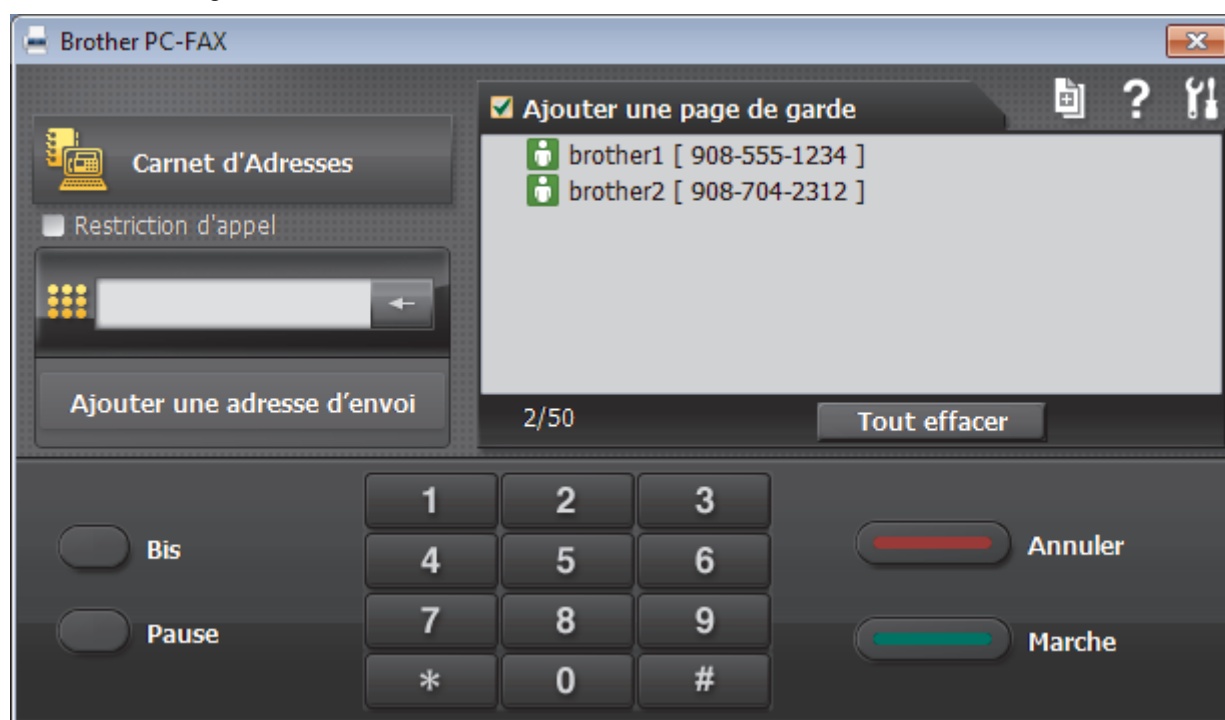 Brother PC-FAX
Ajouter une page de garde
?
Carnet d'Adresses
brother1 [ 908-555-1234 ]
brother2 [ 908-704-2312 ]
Restriction d'appel
Ajouter une adresse d’envoi
2/50
Tout effacer
1 2 3
Bis
Annuler
4 5 6
7 8 9
Pause
Marche
* 0 #